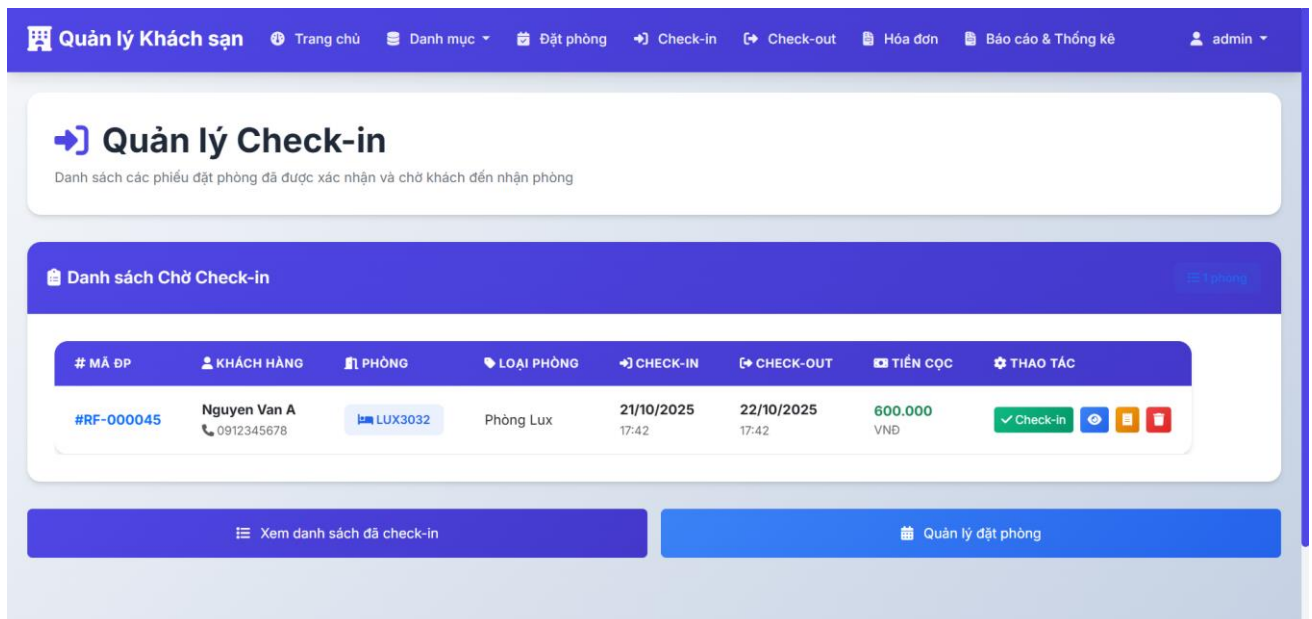 Quản lý Khách sạn Trang chủ Danh mục Đặt phòng Check-in Check-out Hóa đơn Báo cáo & Thống kê admin
Quản lý Check-in
Danh sách các phiếu đặt phòng đã được xác nhận và chờ khách đến nhận phòng
Danh sách Chờ Check-in 1 phòng
# MÃ ĐP KHÁCH HÀNG PHÒNG LOẠI PHÒNG CHECK-IN CHECK-OUT TIỀN CỌC THAO TÁC
#RF-000045 Nguyen Van A LUX3032 Phòng Lux 21/10/2025 22/10/2025 600.000 Check-in
0912345678 17:42 17:42 VNĐ
Xem danh sách đã check-in Quản lý đặt phòng